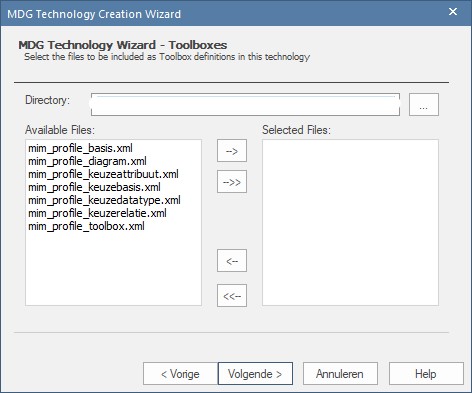 MDG Technology Creation Wizard
MDG Technology Wizard - Toolboxes
Select the files to be included as Toolbox definitions in this technology
Directory:
...
Available Files:
Selected Files:
mim_profile_basis.xml
mim_profile_diagram.xml
mim_profile_keuzeattribuut.xml
mim_profile_keuzebasis.xml
mim_profile_keuzedatatype.xml
mim_profile_keuzerelatie.xml
mim_profile_toolbox.xml
-->
-->>
<--
<<--
< Vorige
Volgende >
Annuleren
Help